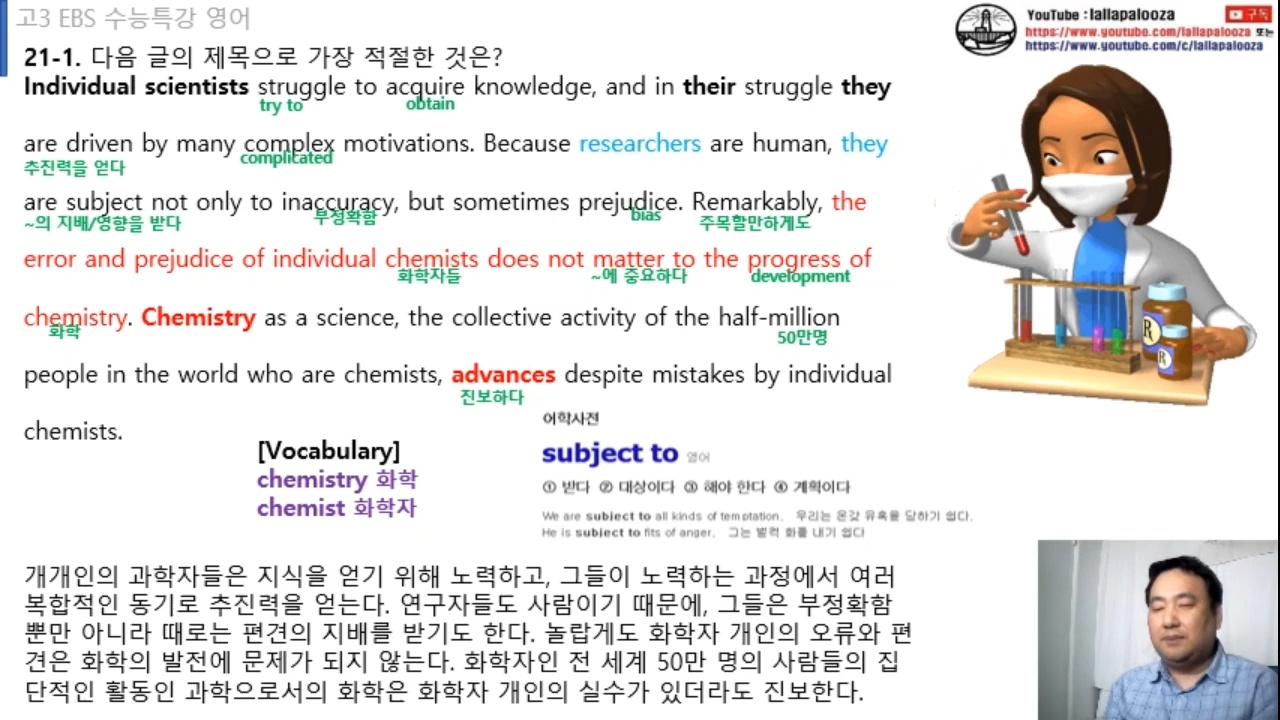 고3 EBS 수능특강 영어
YouTube : lallapalooza
구독
https://www.youtube.com/lallapalooza 또는
https://www.youtube.com/c/lallapalooza
21-1. 다음 글의 제목으로 가장 적절한 것은?
Individual scientists struggle to acquire knowledge, and in their struggle they
try to obtain
are driven by many complex motivations. Because researchers are human, they
추진력을 얻다 complicated
are subject not only to inaccuracy, but sometimes prejudice. Remarkably, the
~의 지배/영향을 받다 부정확함 bias 주목할만하게도
error and prejudice of individual chemists does not matter to the progress of
화학자들 ~에 중요하다 development
chemistry. Chemistry as a science, the collective activity of the half-million
화학 50만명
people in the world who are chemists, advances despite mistakes by individual
진보하다
chemists.
[Vocabulary]
chemistry 화학
chemist 화학자
어학사전
subject to 영어
① 받다 ② 대상이다 ③ 해야 한다 ④ 계획이다
We are subject to all kinds of temptation. 우리는 온갖 유혹을 당하기 쉽다.
He is subject to fits of anger. 그는 벌컥 화를 내기 쉽다
R
R
개개인의 과학자들은 지식을 얻기 위해 노력하고, 그들이 노력하는 과정에서 여러
복합적인 동기로 추진력을 얻는다. 연구자들도 사람이기 때문에, 그들은 부정확함
뿐만 아니라 때로는 편견의 지배를 받기도 한다. 놀랍게도 화학자 개인의 오류와 편
견은 화학의 발전에 문제가 되지 않는다. 화학자인 전 세계 50만 명의 사람들의 집
단적인 활동인 과학으로서의 화학은 화학자 개인의 실수가 있더라도 진보한다.